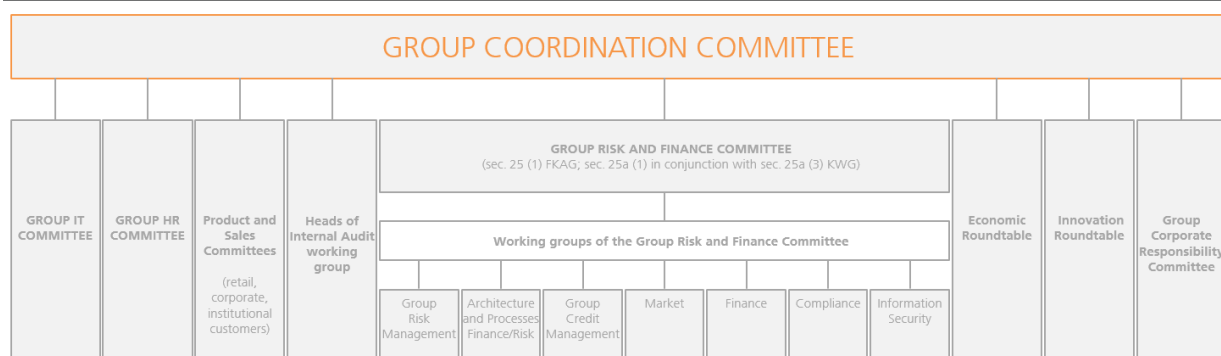 GROUP COORDINATION COMMITTEE
GROUP IT
COMMITTEE
GROUP HR
COMMITTEE
Product and
Sales
Committees
(retail,
corporate,
institutional
customers)
Heads of
Internal Audit
working
group
GROUP RISK AND FINANCE COMMITTEE
(sec. 25 (1) FKAG; sec. 25a (1) in conjunction with sec. 25a (3) KWG)
Working groups of the Group Risk and Finance Committee
Group
Risk
Management
Architecture
and Processes
Finance/Risk
Group
Credit
Management
Market
Finance
Compliance
Information
Security
Economic
Roundtable
Innovation
Roundtable
Group
Corporate
Responsibility
Committee